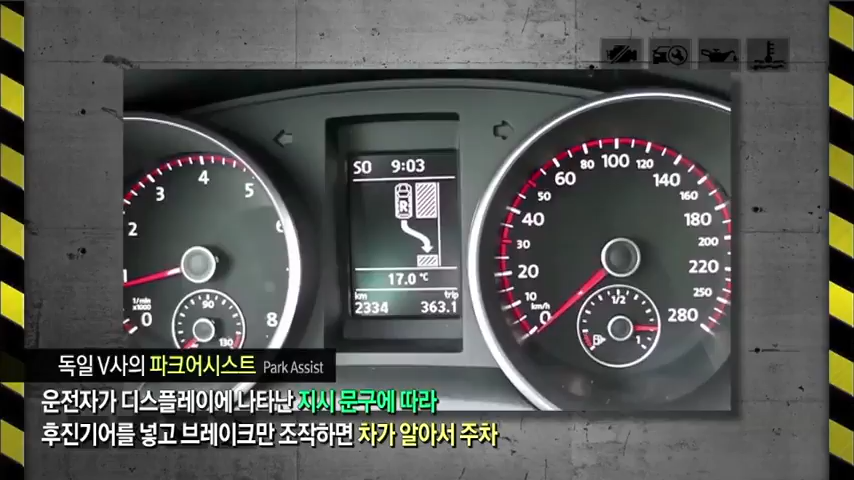 SO 9:03
R
17.0 ℃
km trip
2334 363.1
0 2 3 4 5 6 8
1/min
x1000
90
130
0 10 20 30 40 50 60 80 100 120 140 160 180 200 220 250 280
km/h
1/2
1
독일 V사의 파크어시스트 Park Assist
운전자가 디스플레이에 나타난 지시 문구에 따라
후진기어를 넣고 브레이크만 조작하면 차가 알아서 주차